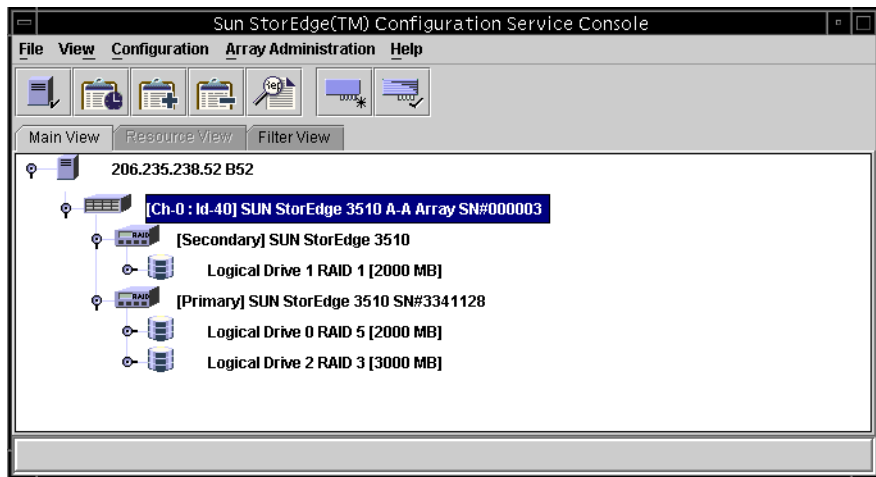 Sun StorEdge(TM) Configuration Service Console
File View Configuration Array Administration Help
Rep
Main View Resource View Filter View
206.235.238.52 B52
[Ch-0 : Id-40] SUN StorEdge 3510 A-A Array SN#000003
RAID [Secondary] SUN StorEdge 3510
Logical Drive 1 RAID 1 [2000 MB]
RAID [Primary] SUN StorEdge 3510 SN#3341128
Logical Drive 0 RAID 5 [2000 MB]
Logical Drive 2 RAID 3 [3000 MB]